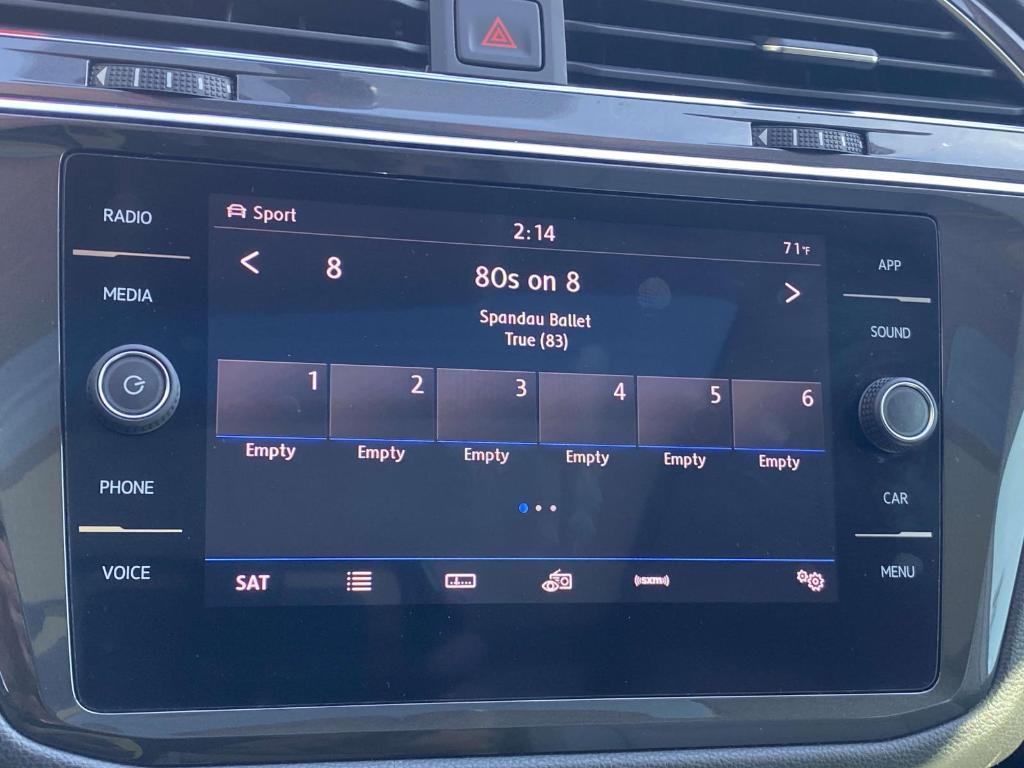 RADIO
MEDIA
PHONE
VOICE
Sport
2:14
71°F
8
80s on 8
Spandau Ballet
True (83)
1
2
3
4
5
6
Empty
Empty
Empty
Empty
Empty
Empty
SAT
((sxm))
APP
SOUND
CAR
MENU